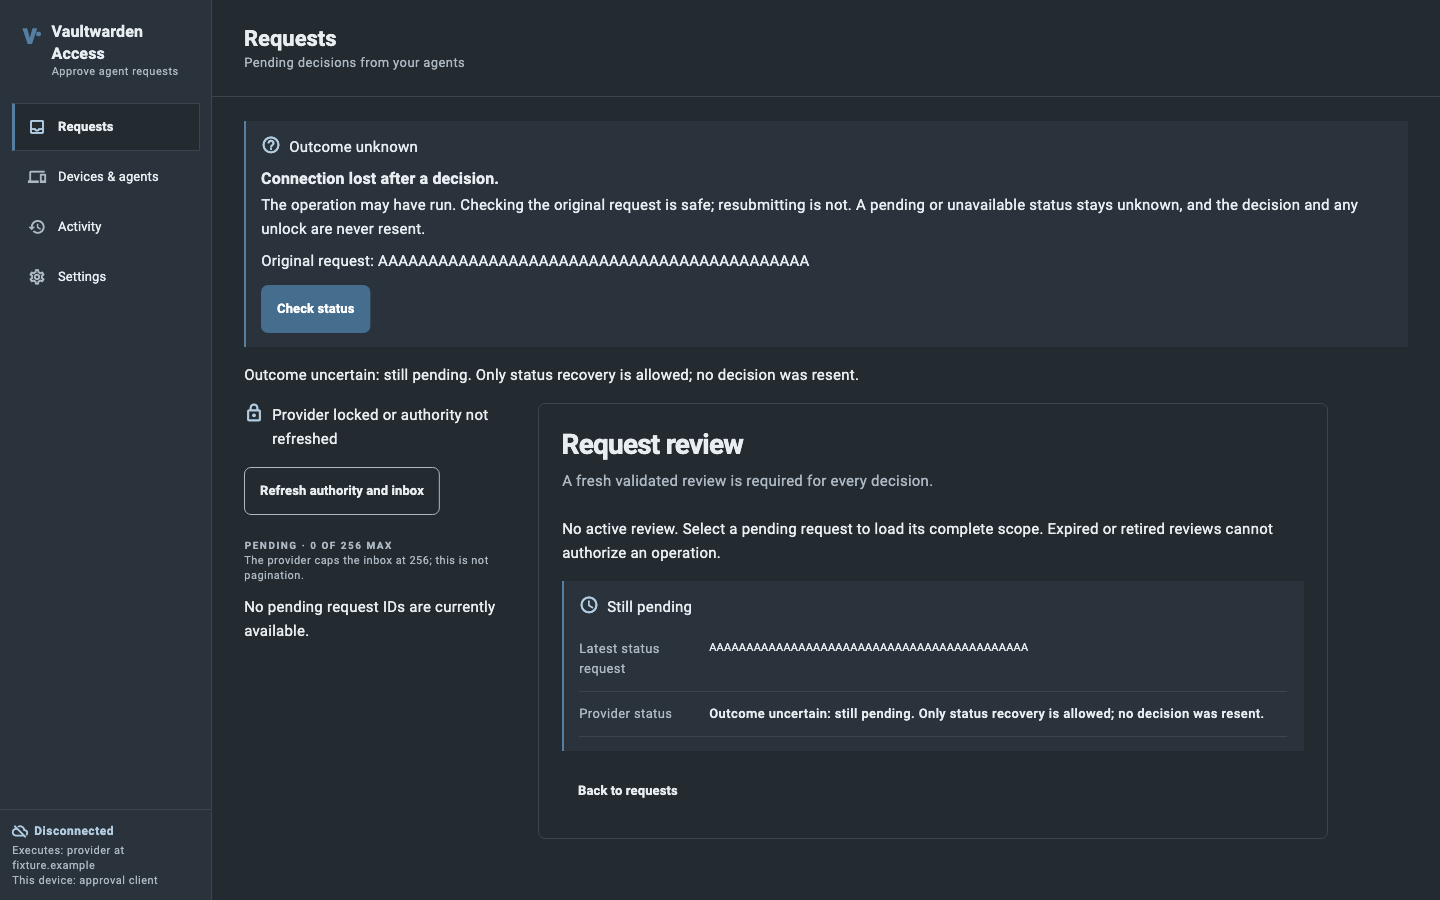 Vaultwarden
Access
Approve agent requests
Requests
Devices & agents
Activity
Settings
Disconnected
Executes: provider at
fixture.example
This device: approval client
Requests
Pending decisions from your agents
Outcome unknown
Connection lost after a decision.
The operation may have run. Checking the original request is safe; resubmitting is not. A pending or unavailable status stays unknown, and the decision and any
unlock are never resent.
Original request: AAAAAAAAAAAAAAAAAAAAAAAAAAAAAAAAAAAAAAAAAAA
Check status
Outcome uncertain: still pending. Only status recovery is allowed; no decision was resent.
Provider locked or authority not
refreshed
Refresh authority and inbox
PENDING · 0 OF 256 MAX
The provider caps the inbox at 256; this is not
pagination.
No pending request IDs are currently
available.
Request review
A fresh validated review is required for every decision.
No active review. Select a pending request to load its complete scope. Expired or retired reviews cannot
authorize an operation.
Still pending
Latest status
request
AAAAAAAAAAAAAAAAAAAAAAAAAAAAAAAAAAAAAAAAAAA
Provider status
Outcome uncertain: still pending. Only status recovery is allowed; no decision was resent.
Back to requests